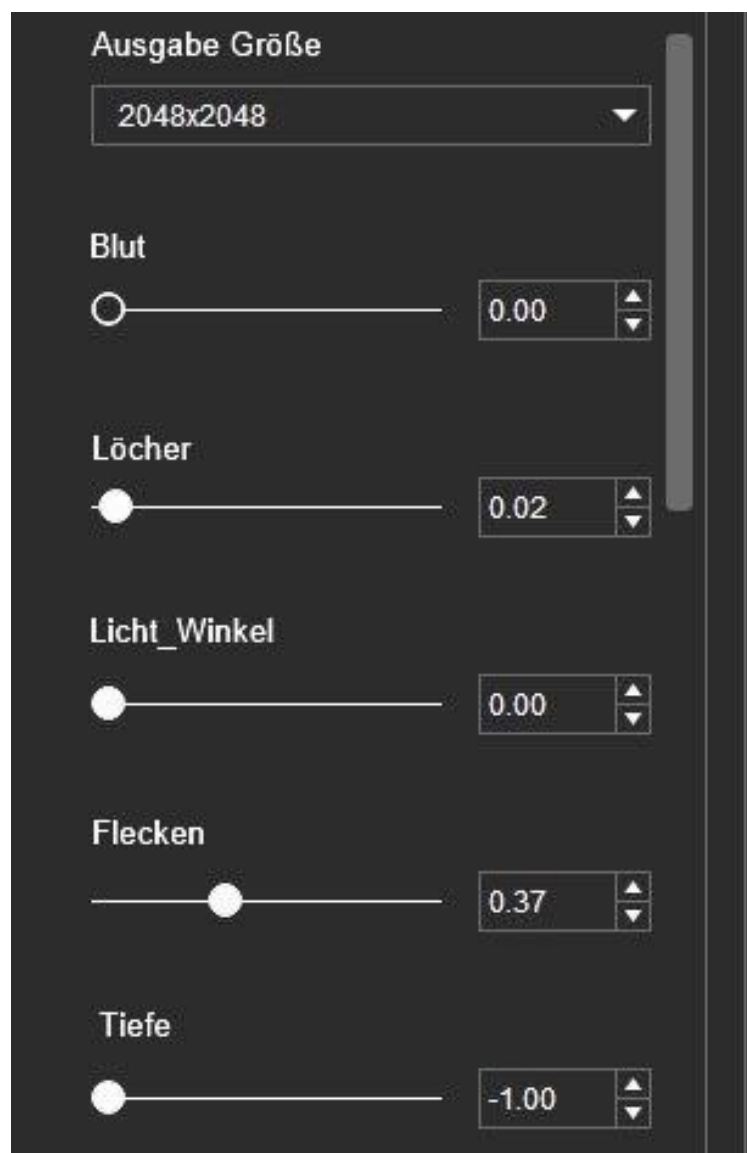 Ausgabe Größe
2048x2048
Blut
0.00
Löcher
0.02
Licht_Winkel
0.00
Flecken
0.37
Tiefe
-1.00